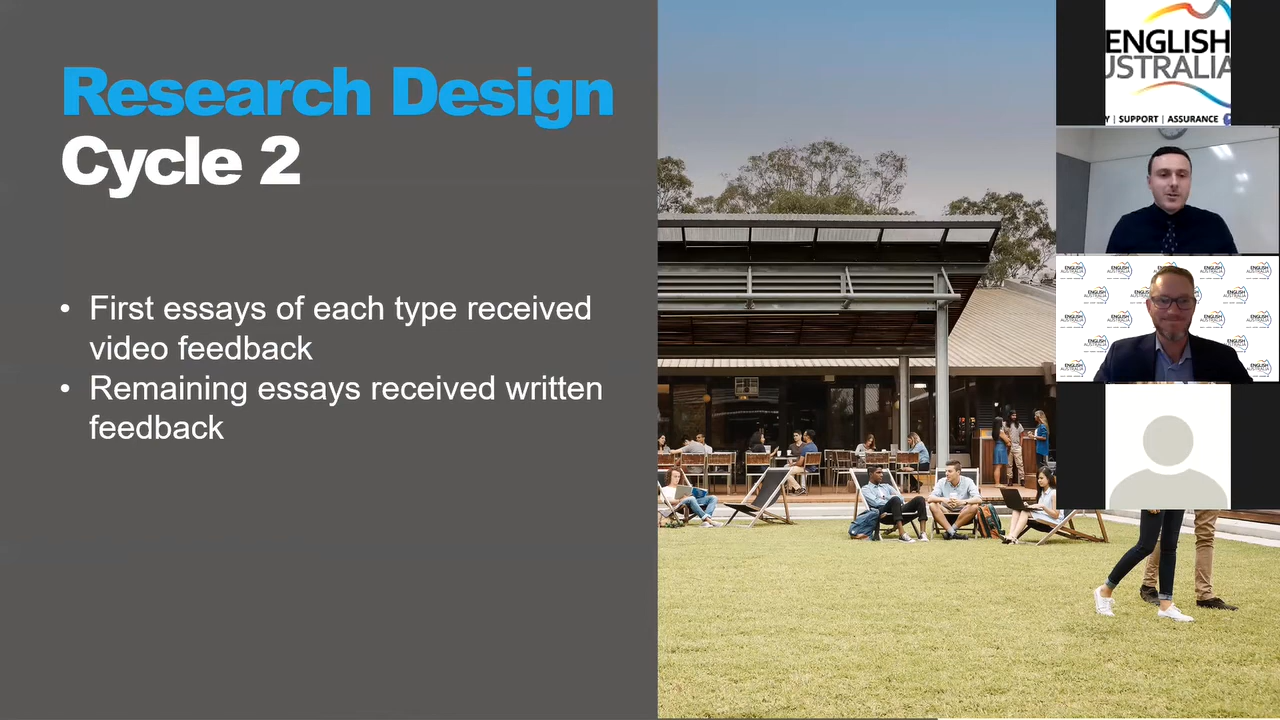 Research Design
Cycle 2
• First essays of each type received
video feedback
• Remaining essays received written
feedback
ENGLISH
USTRALIA
Y | SUPPORT | ASSURANCE